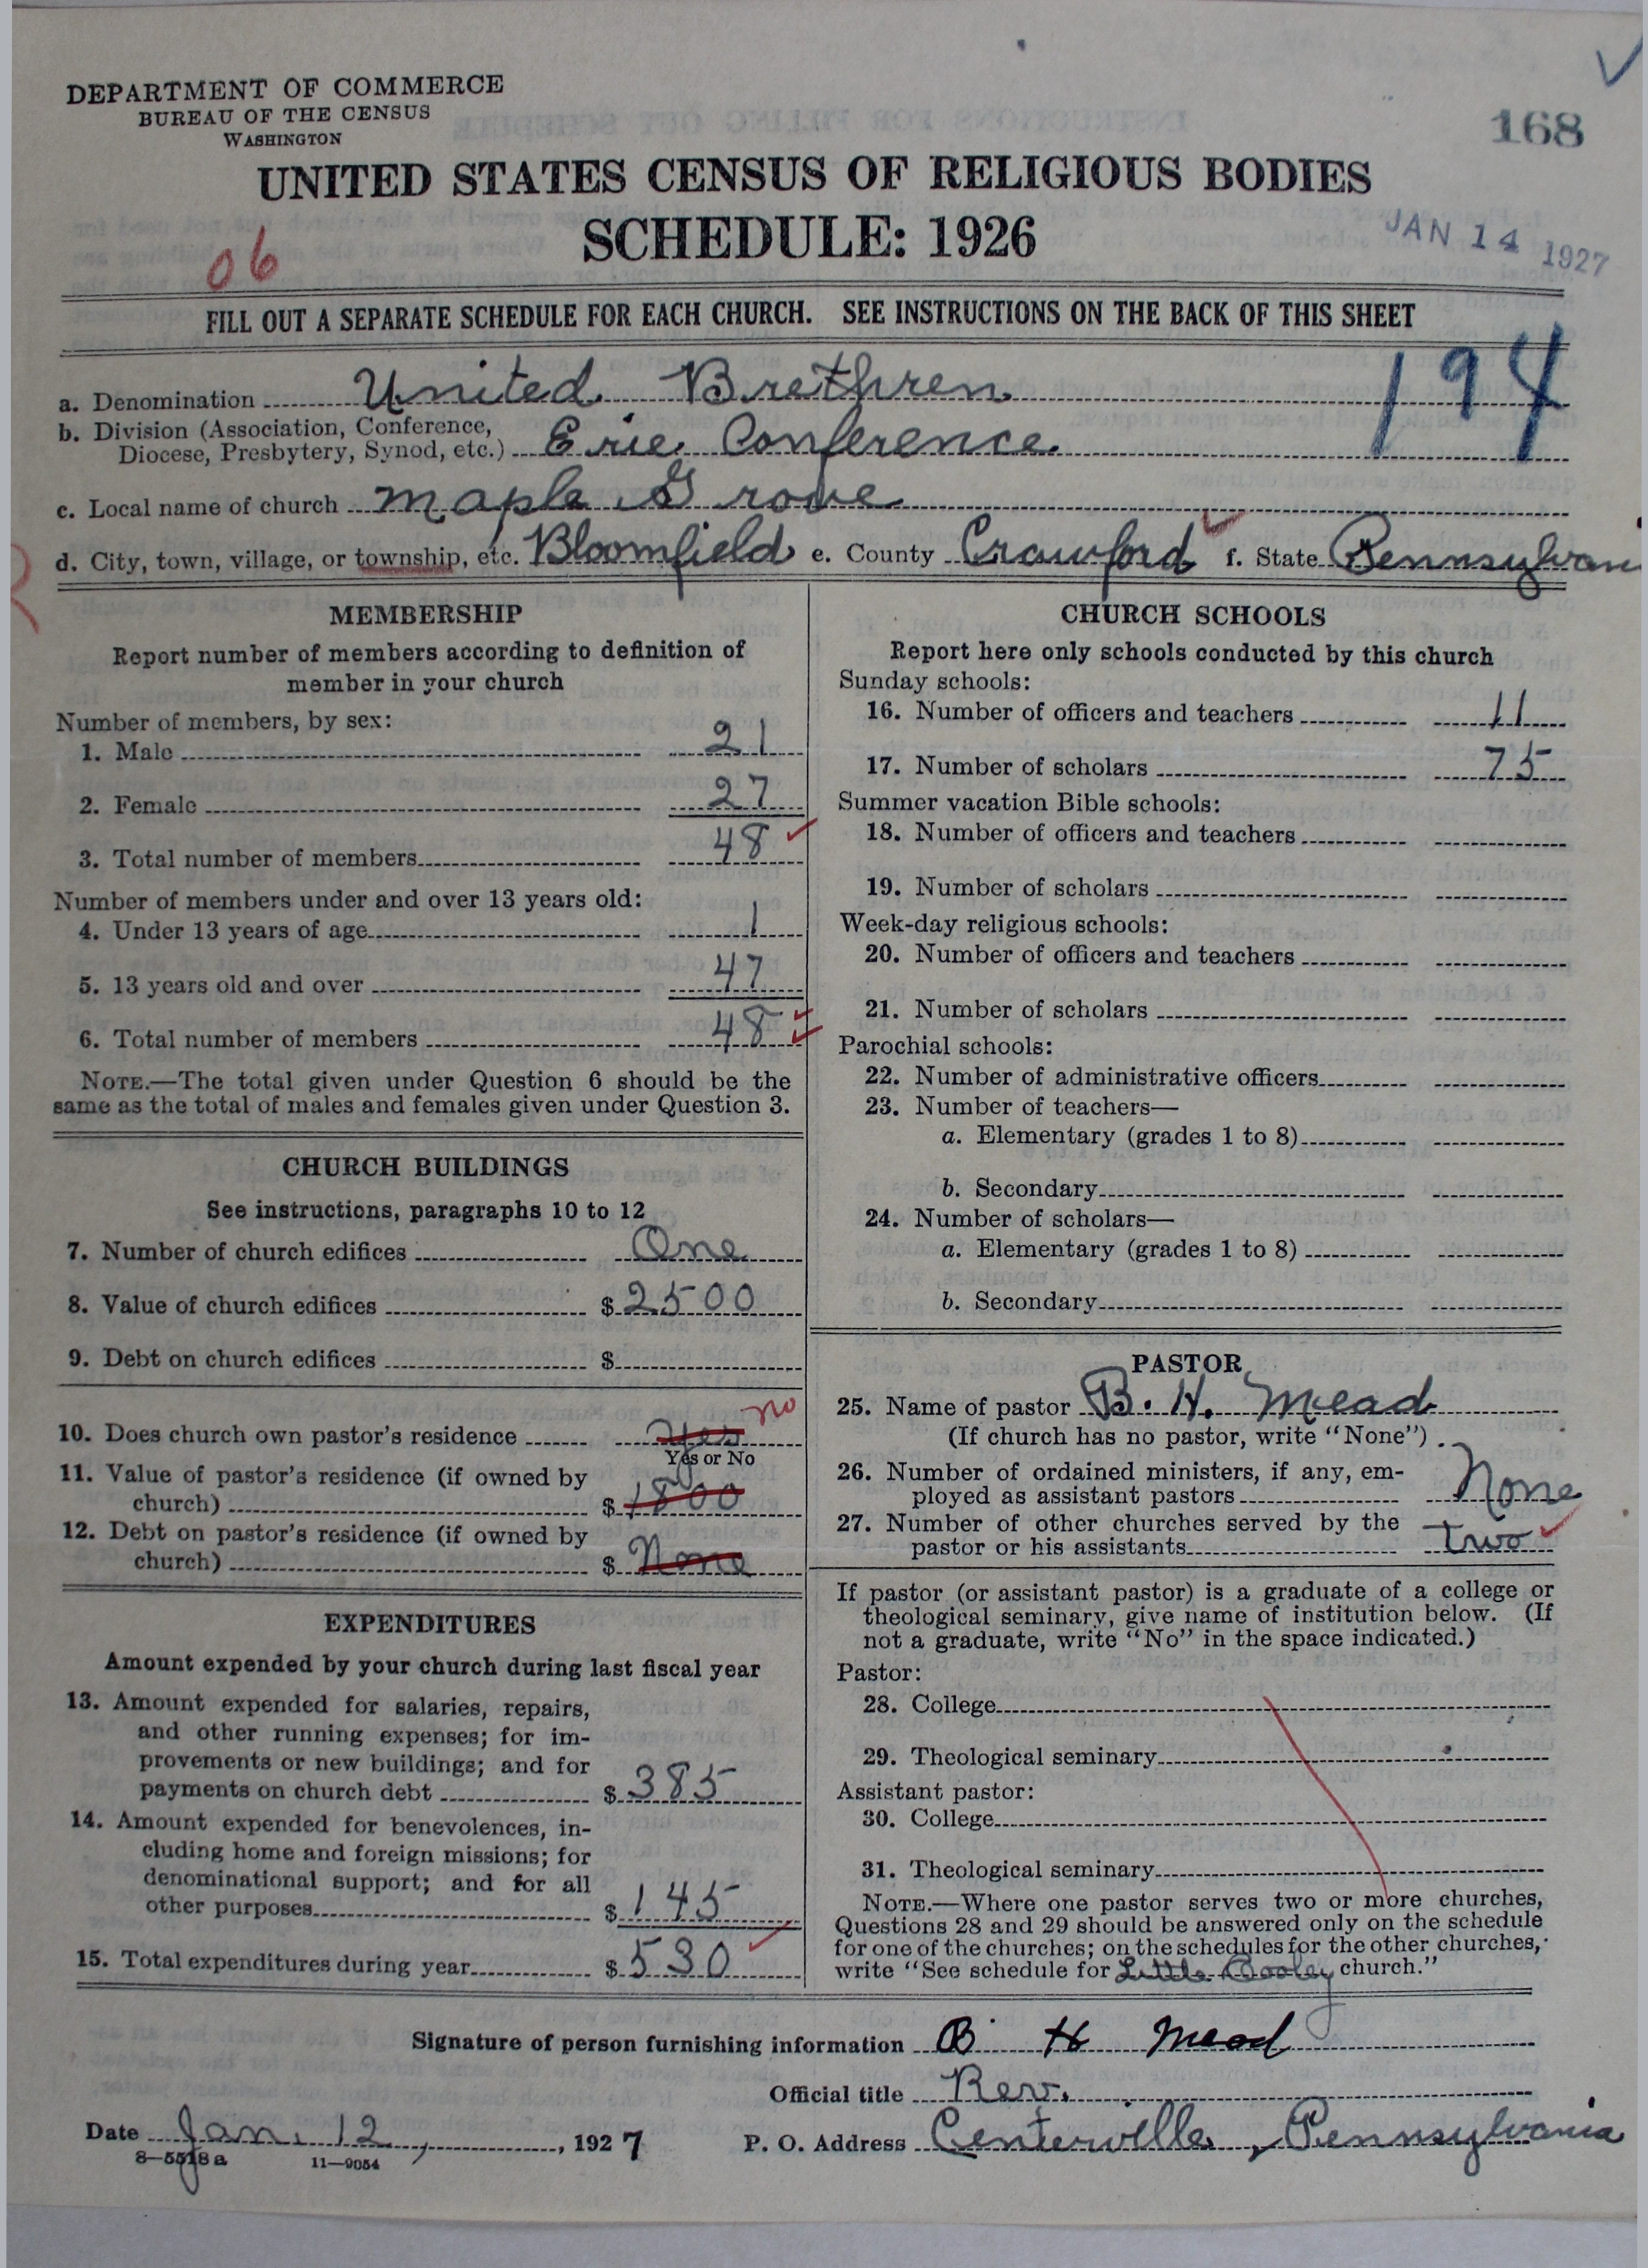 DEPARTMENT OF COMMERCE
BUREAU OF THE CENSUS
WASHINGTON
168
UNITED STATES CENSUS OF RELIGIOUS BODIES
SCHEDULE: 1926
JAN 14 1927
06
FILL OUT A SEPARATE SCHEDULE FOR EACH CHURCH. SEE INSTRUCTIONS ON THE BACK OF THIS SHEET
194
a. Denomination United Brethren
b. Division (Association, Conference,
Diocese, Presbytery, Synod, etc.) Erie Conference
c. Local name of church Maple Grove
d. City, town, village, or township, etc. Bloomfield e. County Crawford f. State Pennsylvani
MEMBERSHIP
Report number of members according to definition of
member in your church
Number of members, by sex:
1. Male 21
2. Female 27
3. Total number of members 48
Number of members under and over 13 years old:
4. Under 13 years of age 1
5. 13 years old and over 47
6. Total number of members 48
NOTE.—The total given under Question 6 should be the
same as the total of males and females given under Question 3.
CHURCH BUILDINGS
See instructions, paragraphs 10 to 12
7. Number of church edifices One
8. Value of church edifices $ 2500
9. Debt on church edifices $
10. Does church own pastor's residence Yes no
Yes or No
11. Value of pastor's residence (if owned by
church) $ 1800
12. Debt on pastor's residence (if owned by
church) $ None
EXPENDITURES
Amount expended by your church during last fiscal year
13. Amount expended for salaries, repairs,
and other running expenses; for im-
provements or new buildings; and for
payments on church debt $ 385
14. Amount expended for benevolences, in-
cluding home and foreign missions; for
denominational support; and for all
other purposes $ 145
15. Total expenditures during year $ 530
CHURCH SCHOOLS
Report here only schools conducted by this church
Sunday schools:
16. Number of officers and teachers 11
17. Number of scholars 75
Summer vacation Bible schools:
18. Number of officers and teachers
19. Number of scholars
Week-day religious schools:
20. Number of officers and teachers
21. Number of scholars
Parochial schools:
22. Number of administrative officers
23. Number of teachers—
a. Elementary (grades 1 to 8)
b. Secondary
24. Number of scholars—
a. Elementary (grades 1 to 8)
b. Secondary
PASTOR
25. Name of pastor B. H. Mead
(If church has no pastor, write "None")
26. Number of ordained ministers, if any, em-
ployed as assistant pastors None
27. Number of other churches served by the
pastor or his assistants two
If pastor (or assistant pastor) is a graduate of a college or
theological seminary, give name of institution below. (If
not a graduate, write "No" in the space indicated.)
Pastor:
28. College
29. Theological seminary
Assistant pastor:
30. College
31. Theological seminary
NOTE.—Where one pastor serves two or more churches,
Questions 28 and 29 should be answered only on the schedule
for one of the churches; on the schedules for the other churches,
write "See schedule for Little Cooley church."
Signature of person furnishing information B H Mead
Official title Rev.
Date Jan. 12, 1927 P. O. Address Centerville, Pennsylvania
8—5518a 11—9054